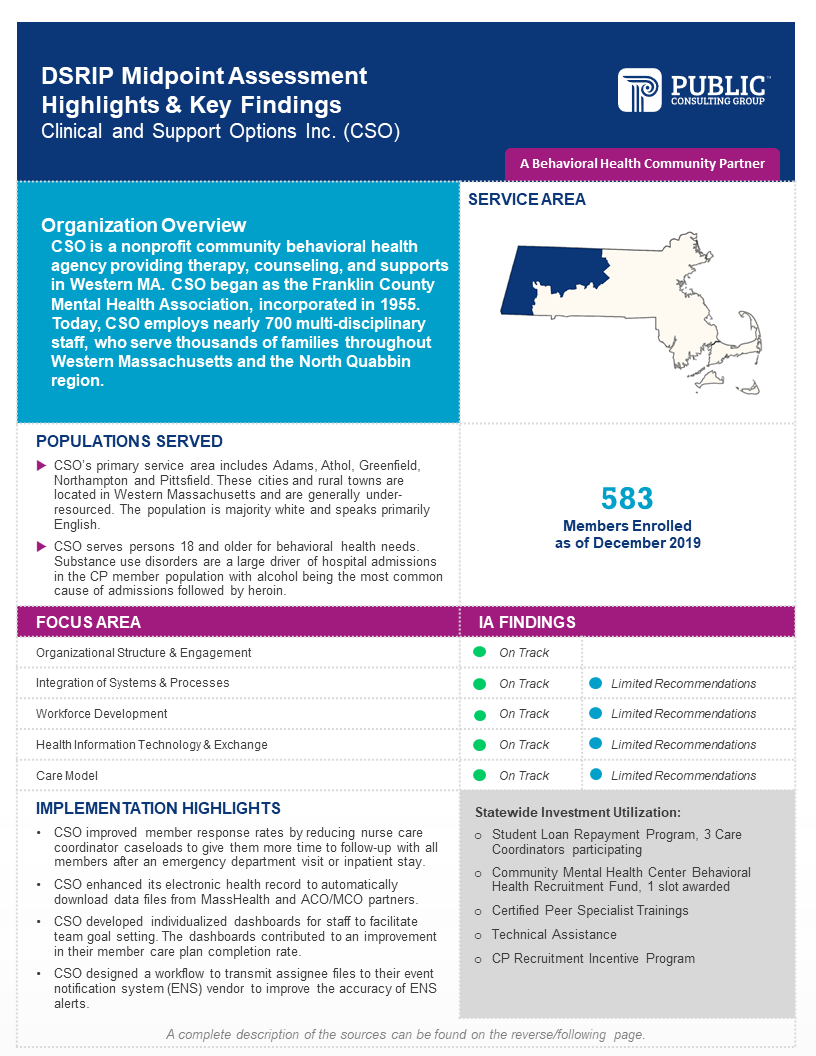 DSRIP Midpoint Assessment
Highlights & Key Findings
Clinical and Support Options Inc. (CSO)
PUBLIC
CONSULTING GROUP
™
A Behavioral Health Community Partner
Organization Overview
CSO is a nonprofit community behavioral health
agency providing therapy, counseling, and supports
in Western MA. CSO began as the Franklin County
Mental Health Association, incorporated in 1955.
Today, CSO employs nearly 700 multi-disciplinary
staff, who serve thousands of families throughout
Western Massachusetts and the North Quabbin
region.
SERVICE AREA
POPULATIONS SERVED
▶ CSO's primary service area includes Adams, Athol, Greenfield,
Northampton and Pittsfield. These cities and rural towns are
located in Western Massachusetts and are generally under-
resourced. The population is majority white and speaks primarily
English.
▶ CSO serves persons 18 and older for behavioral health needs.
Substance use disorders are a large driver of hospital admissions
in the CP member population with alcohol being the most common
cause of admissions followed by heroin.
583
Members Enrolled
as of December 2019
FOCUS AREA IA FINDINGS
Organizational Structure & Engagement On Track
Integration of Systems & Processes On Track Limited Recommendations
Workforce Development On Track Limited Recommendations
Health Information Technology & Exchange On Track Limited Recommendations
Care Model On Track Limited Recommendations
IMPLEMENTATION HIGHLIGHTS
• CSO improved member response rates by reducing nurse care
coordinator caseloads to give them more time to follow-up with all
members after an emergency department visit or inpatient stay.
• CSO enhanced its electronic health record to automatically
download data files from MassHealth and ACO/MCO partners.
• CSO developed individualized dashboards for staff to facilitate
team goal setting. The dashboards contributed to an improvement
in their member care plan completion rate.
• CSO designed a workflow to transmit assignee files to their event
notification system (ENS) vendor to improve the accuracy of ENS
alerts.
Statewide Investment Utilization:
o Student Loan Repayment Program, 3 Care
Coordinators participating
o Community Mental Health Center Behavioral
Health Recruitment Fund, 1 slot awarded
o Certified Peer Specialist Trainings
o Technical Assistance
o CP Recruitment Incentive Program
A complete description of the sources can be found on the reverse/following page.